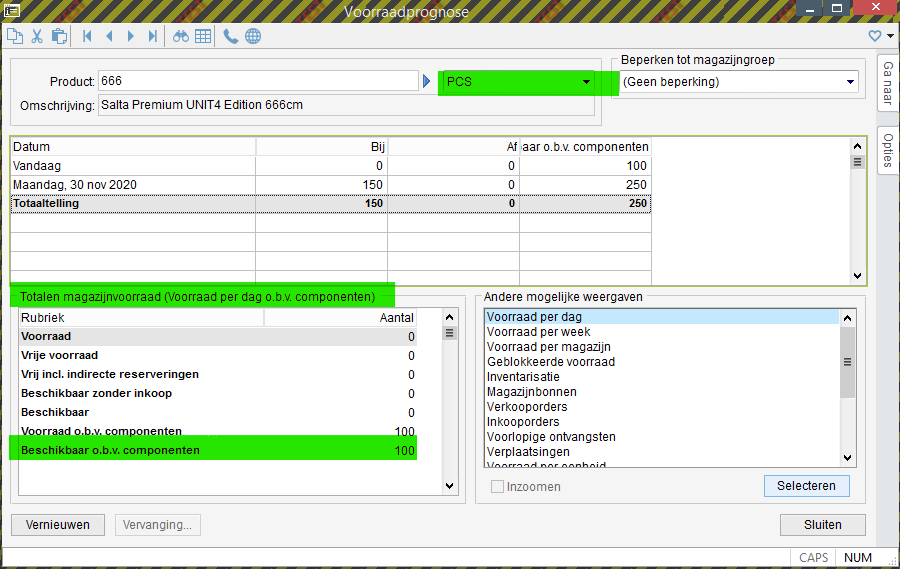 Voorraadprognose
Product: 666 PCS
Omschrijving: Salta Premium UNIT4 Edition 666cm
Beperken tot magazijngroep
(Geen beperking)
Ga naar
Opties
Datum Bij Af baar o.b.v. componenten
Vandaag 0 0 100
Maandag, 30 nov 2020 150 0 250
Totaaltelling 150 0 250
Totalen magazijnvoorraad (Voorraad per dag o.b.v. componenten)
Rubriek Aantal
Voorraad 0
Vrije voorraad 0
Vrij incl. indirecte reserveringen 0
Beschikbaar zonder inkoop 0
Beschikbaar 0
Voorraad o.b.v. componenten 100
Beschikbaar o.b.v. componenten 100
Andere mogelijke weergaven
Voorraad per dag
Voorraad per week
Voorraad per magazijn
Geblokkeerde voorraad
Inventarisatie
Magazijnbonnen
Verkooporders
Inkooporders
Voorlopige ontvangsten
Verplaatsingen
Voorraad per eenheid
Inzoomen
Selecteren
Vernieuwen
Vervanging...
Sluiten
CAPS NUM